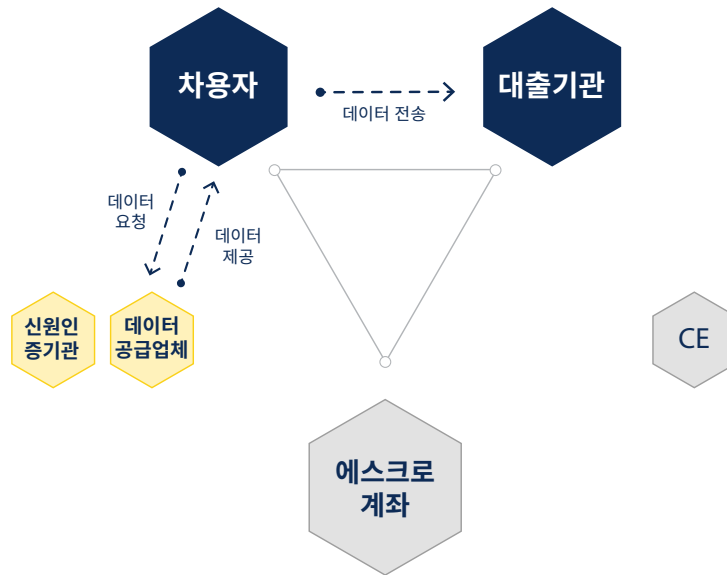 차용자
대출기관
데이터 전송
데이터
요청
데이터
제공
신원인
증기관
데이터
공급업체
CE
에스크로
계좌